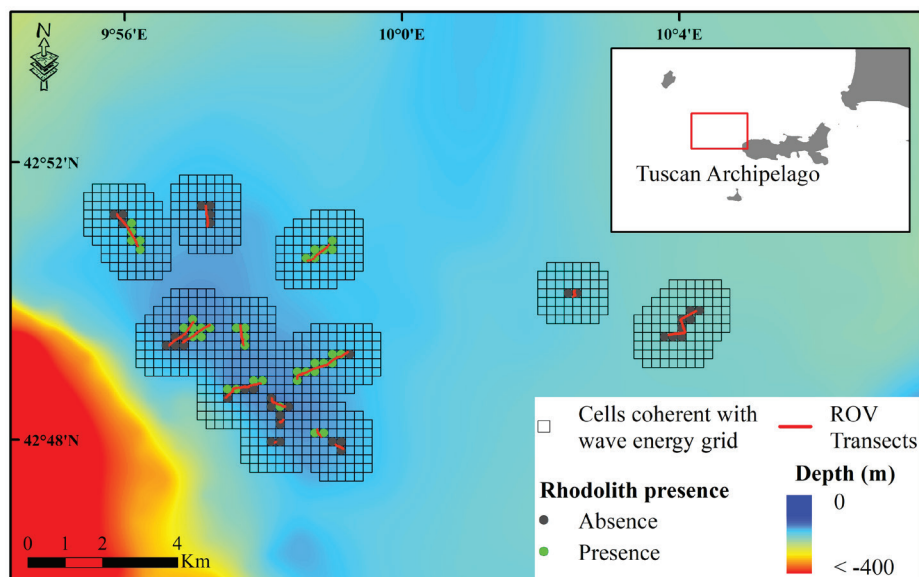 9°56'E
10°0'E
10°4'E
N
42°52'N
Tuscan Archipelago
42°48'N
Cells coherent with
wave energy grid
ROV
Transects
Rhodolith presence
Absence
Presence
Depth (m)
0
< -400
0 1 2 4
Km